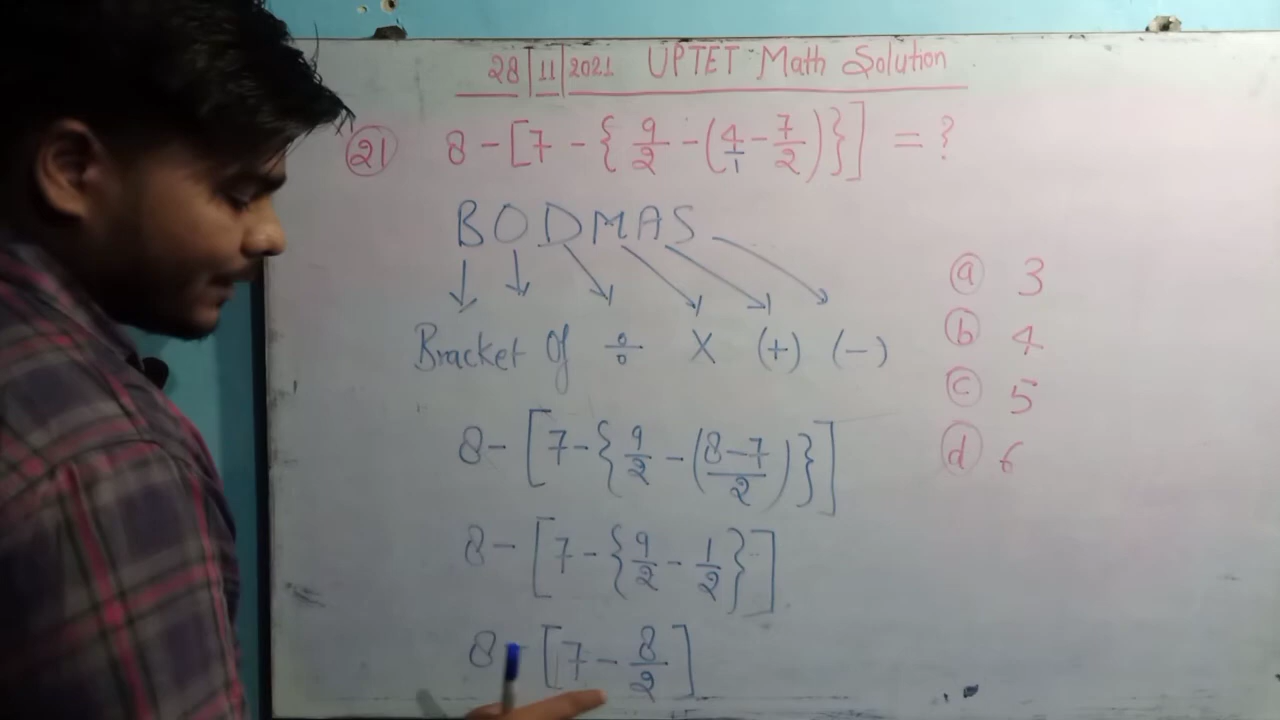 28|11|2021 UPTET Math Solution
21 8-[7-{9/2-(4/1-7/2)}] = ?
BODMAS
Bracket Of ÷ X (+) (-)
a 3
b 4
c 5
d 6
8-[7-{9/2-(8-7/2)}]
8-[7-{9/2-1/2}]
8-[7-8/2]